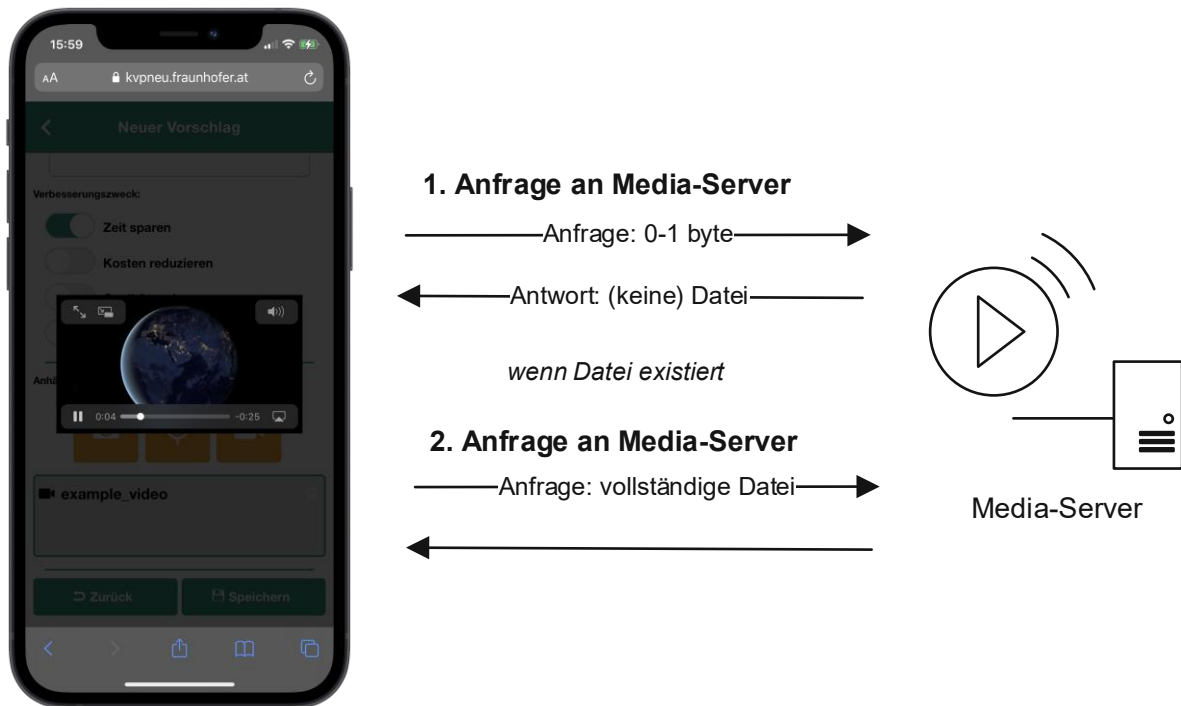 15:59
AA kvpneu.fraunhofer.at
Neuer Vorschlag
Verbesserungszweck:
Zeit sparen
Kosten reduzieren
0:04 -0:25
example_video
Zurück Speichern
1. Anfrage an Media-Server
Anfrage: 0-1 byte
Antwort: (keine) Datei
wenn Datei existiert
2. Anfrage an Media-Server
Anfrage: vollständige Datei
Media-Server